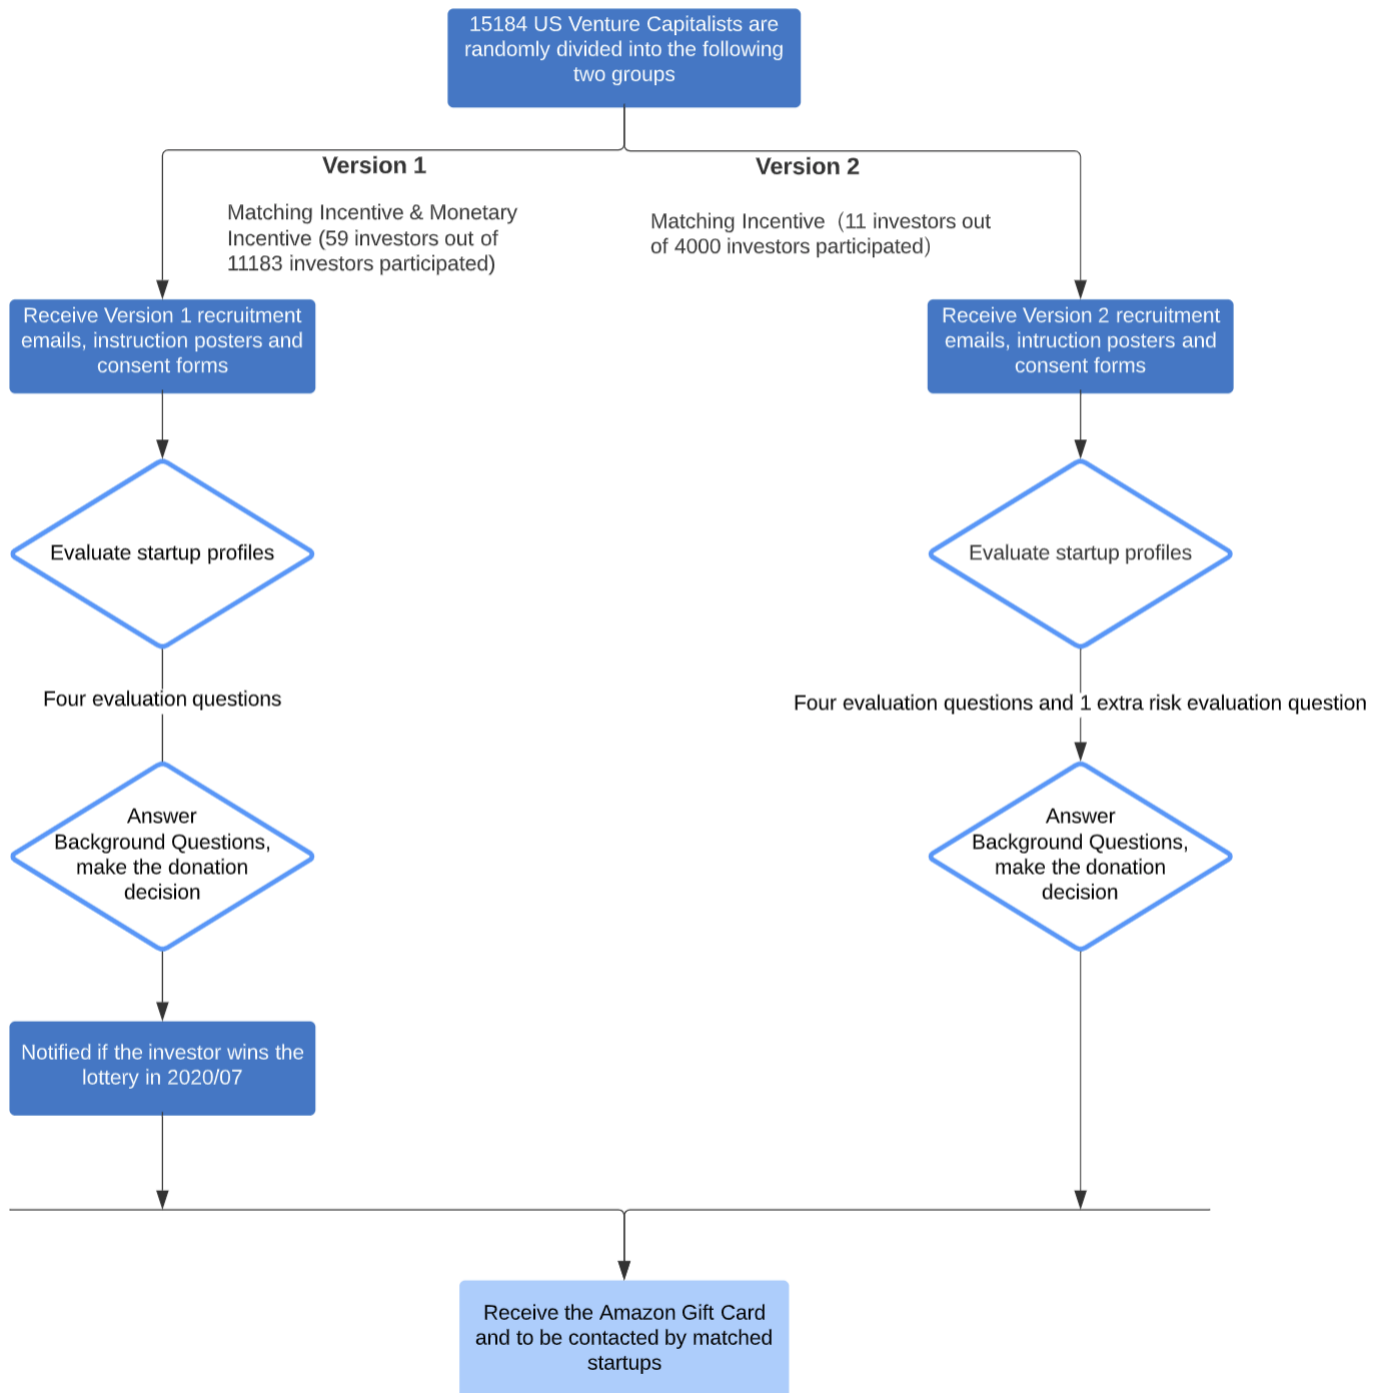 15184 US Venture Capitalists are
randomly divided into the following
two groups
Version 1
Matching Incentive & Monetary
Incentive (59 investors out of
11183 investors participated)
Version 2
Matching Incentive（11 investors out
of 4000 investors participated）
Receive Version 1 recruitment
emails, instruction posters and
consent forms
Receive Version 2 recruitment
emails, intruction posters and
consent forms
Evaluate startup profiles
Evaluate startup profiles
Four evaluation questions
Four evaluation questions and 1 extra risk evaluation question
Answer
Background Questions,
make the donation
decision
Answer
Background Questions,
make the donation
decision
Notified if the investor wins the
lottery in 2020/07
Receive the Amazon Gift Card
and to be contacted by matched
startups